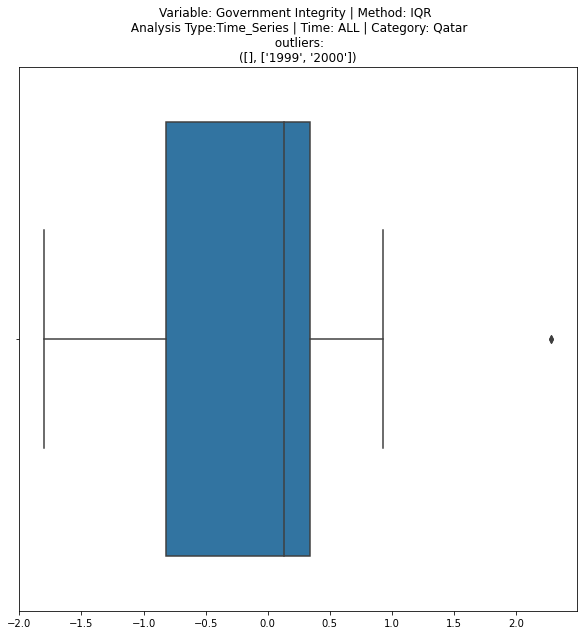 Variable: Government Integrity | Method: IQR
Analysis Type:Time_Series | Time: ALL | Category: Qatar
outliers:
([], ['1999', '2000'])
−2.0 −1.5 −1.0 −0.5 0.0 0.5 1.0 1.5 2.0